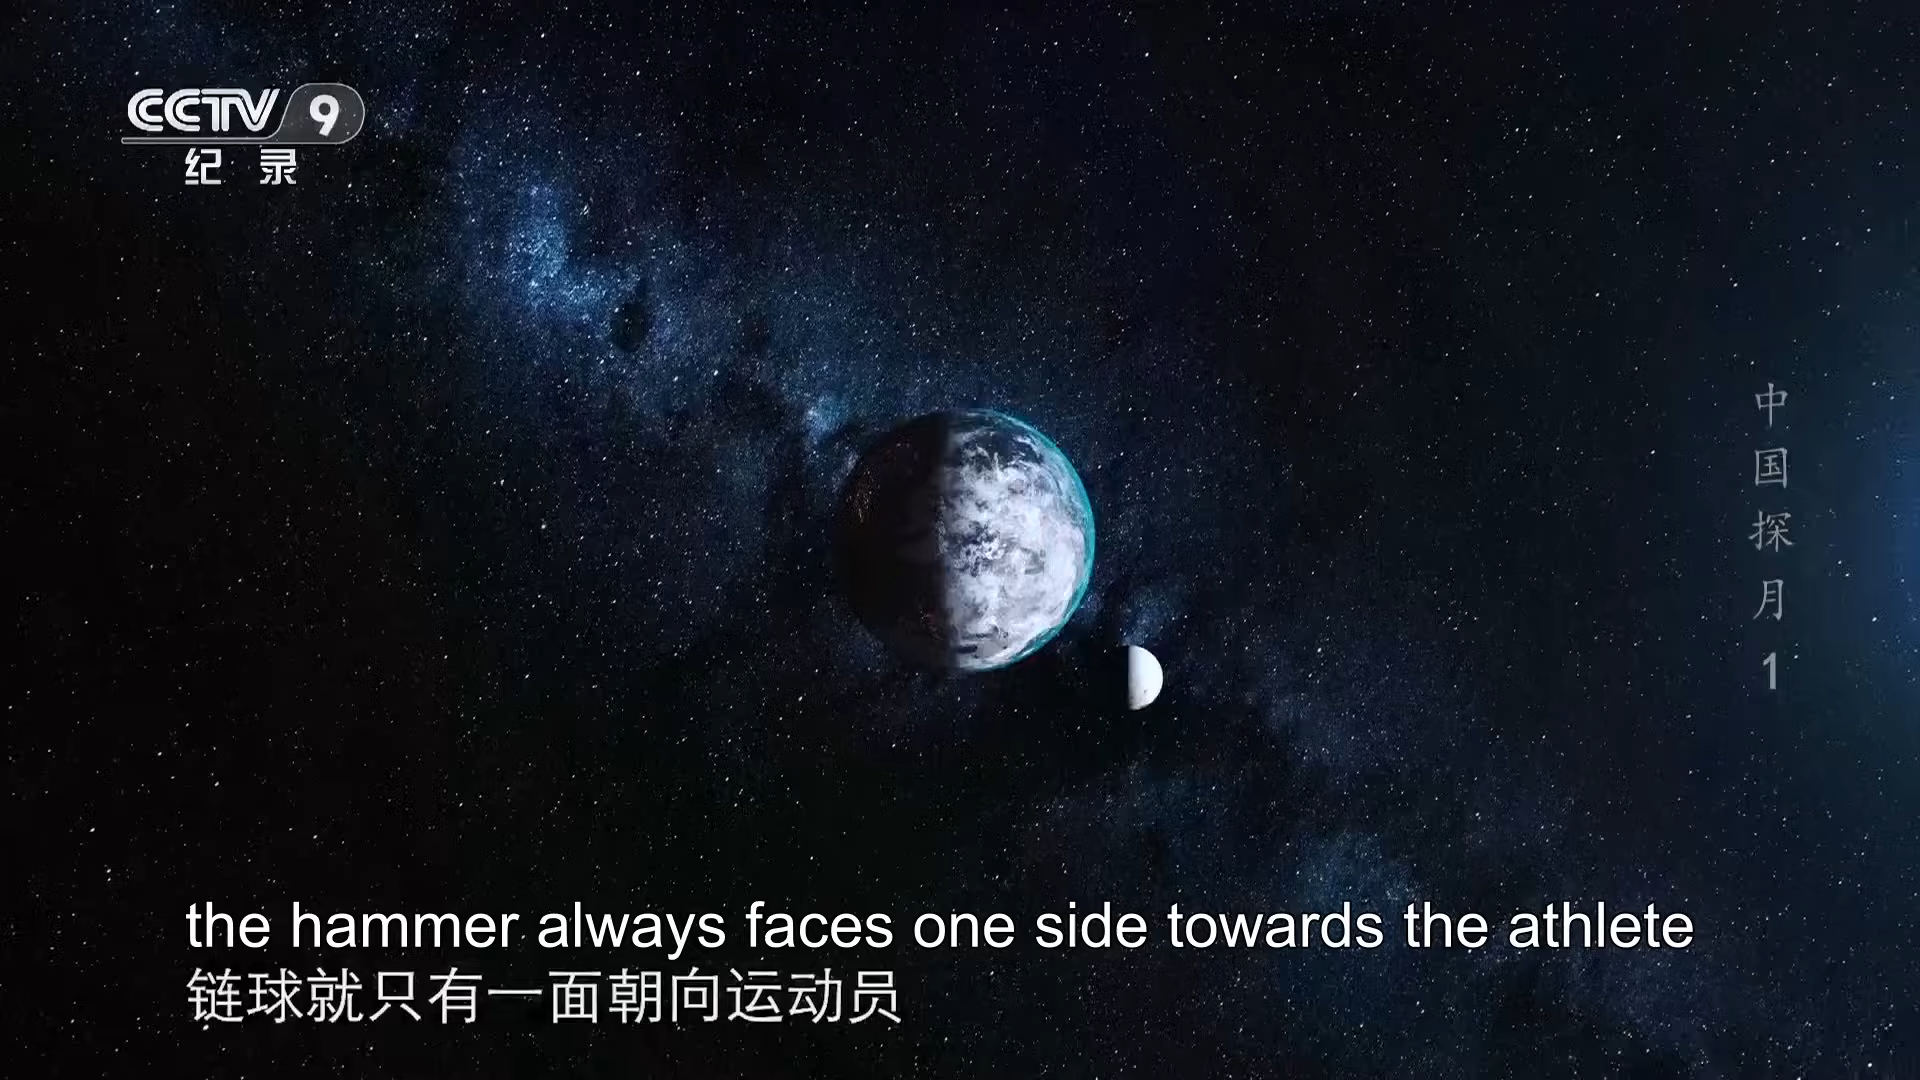 CCTV 9
纪录
中国探月 1
the hammer always faces one side towards the athlete
链球就只有一面朝向运动员